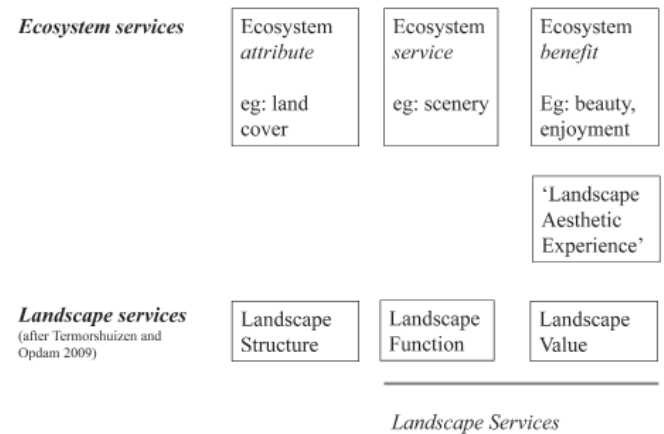 Ecosystem services
Ecosystem
attribute
eg: land
cover
Ecosystem
service
eg: scenery
Ecosystem
benefit
Eg: beauty,
enjoyment
‘Landscape
Aesthetic
Experience’
Landscape services
(after Termorshuizen and
Opdam 2009)
Landscape
Structure
Landscape
Function
Landscape
Value
Landscape Services